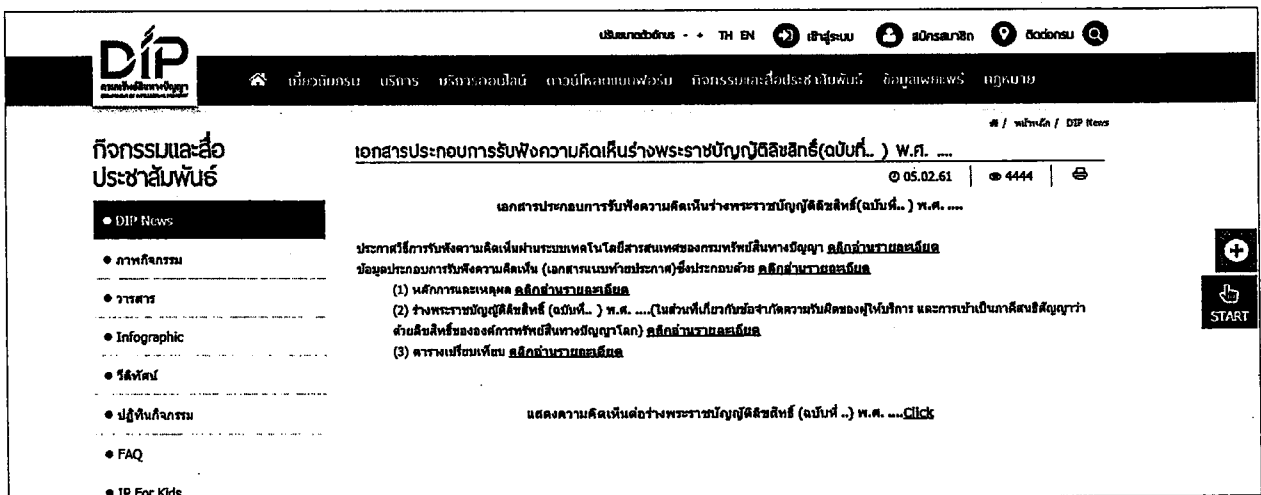 ปรับขนาดตัวอักษร - + TH EN เข้าสู่ระบบ สมัครสมาชิก ติดต่อกรม
DIP
กรมทรัพย์สินทางปัญญา
เกี่ยวกับกรม บริการ บริการออนไลน์ ดาวน์โหลดแบบฟอร์ม กิจกรรมและสื่อประชาสัมพันธ์ ข้อมูลเผยแพร่ กฎหมาย
/ หน้าหลัก / DIP News
กิจกรรมและสื่อ
ประชาสัมพันธ์
เอกสารประกอบการรับฟังความคิดเห็นร่างพระราชบัญญัติลิขสิทธิ์(ฉบับที่.. ) พ.ศ. ....
05.02.61 | 4444 |
● DIP News
● ภาพกิจกรรม
● วารสาร
● Infographic
● วีดิทัศน์
● ปฏิทินกิจกรรม
● FAQ
● IP For Kids
เอกสารประกอบการรับฟังความคิดเห็นร่างพระราชบัญญัติลิขสิทธิ์(ฉบับที่.. ) พ.ศ. ....
ประกาศวิธีการรับฟังความคิดเห็นผ่านระบบเทคโนโลยีสารสนเทศของกรมทรัพย์สินทางปัญญา คลิกอ่านรายละเอียด
ข้อมูลประกอบการรับฟังความคิดเห็น (เอกสารแนบท้ายประกาศ)ซึ่งประกอบด้วย คลิกอ่านรายละเอียด
(1) หลักการและเหตุผล คลิกอ่านรายละเอียด
(2) ร่างพระราชบัญญัติลิขสิทธิ์ (ฉบับที่.. ) พ.ศ. ....(ในส่วนที่เกี่ยวกับข้อจำกัดความรับผิดของผู้ให้บริการ และการเข้าเป็นภาคีสนธิสัญญาว่า
ด้วยลิขสิทธิ์ขององค์การทรัพย์สินทางปัญญาโลก) คลิกอ่านรายละเอียด
(3) ตารางเปรียบเทียบ คลิกอ่านรายละเอียด
แสดงความคิดเห็นต่อร่างพระราชบัญญัติลิขสิทธิ์ (ฉบับที่ ..) พ.ศ. ....Click
START